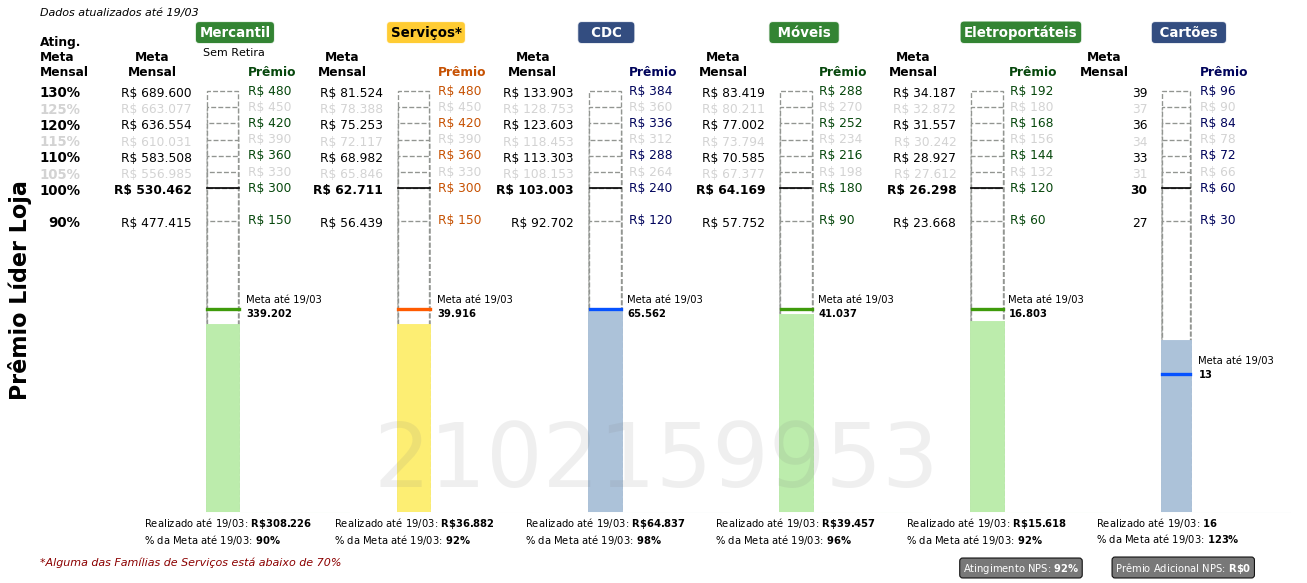 Dados atualizados até 19/03
Mercantil Serviços* CDC Móveis Eletroportáteis Cartões
Sem Retira
Ating. Meta Mensal Meta Mensal Prêmio Meta Mensal Prêmio Meta Mensal Prêmio Meta Mensal Prêmio Meta Mensal Prêmio Meta Mensal Prêmio
130% R$ 689.600 R$ 480 R$ 81.524 R$ 480 R$ 133.903 R$ 384 R$ 83.419 R$ 288 R$ 34.187 R$ 192 39 R$ 96
125% R$ 663.077 R$ 450 R$ 78.388 R$ 450 R$ 128.753 R$ 360 R$ 80.211 R$ 270 R$ 32.872 R$ 180 37 R$ 90
120% R$ 636.554 R$ 420 R$ 75.253 R$ 420 R$ 123.603 R$ 336 R$ 77.002 R$ 252 R$ 31.557 R$ 168 36 R$ 84
115% R$ 610.031 R$ 390 R$ 72.117 R$ 390 R$ 118.453 R$ 312 R$ 73.794 R$ 234 R$ 30.242 R$ 156 34 R$ 78
110% R$ 583.508 R$ 360 R$ 68.982 R$ 360 R$ 113.303 R$ 288 R$ 70.585 R$ 216 R$ 28.927 R$ 144 33 R$ 72
105% R$ 556.985 R$ 330 R$ 65.846 R$ 330 R$ 108.153 R$ 264 R$ 67.377 R$ 198 R$ 27.612 R$ 132 31 R$ 66
100% R$ 530.462 R$ 300 R$ 62.711 R$ 300 R$ 103.003 R$ 240 R$ 64.169 R$ 180 R$ 26.298 R$ 120 30 R$ 60
90% R$ 477.415 R$ 150 R$ 56.439 R$ 150 R$ 92.702 R$ 120 R$ 57.752 R$ 90 R$ 23.668 R$ 60 27 R$ 30
Prêmio Líder Loja
Meta até 19/03 Meta até 19/03 Meta até 19/03 Meta até 19/03 Meta até 19/03
339.202 39.916 65.562 41.037 16.803
Meta até 19/03
13
2102159953
Realizado até 19/03: R$308.226 Realizado até 19/03: R$36.882 Realizado até 19/03: R$64.837 Realizado até 19/03: R$39.457 Realizado até 19/03: R$15.618 Realizado até 19/03: 16
% da Meta até 19/03: 90% % da Meta até 19/03: 92% % da Meta até 19/03: 98% % da Meta até 19/03: 96% % da Meta até 19/03: 92% % da Meta até 19/03: 123%
*Alguma das Famílias de Serviços está abaixo de 70% Atingimento NPS: 92% Prêmio Adicional NPS: R$0